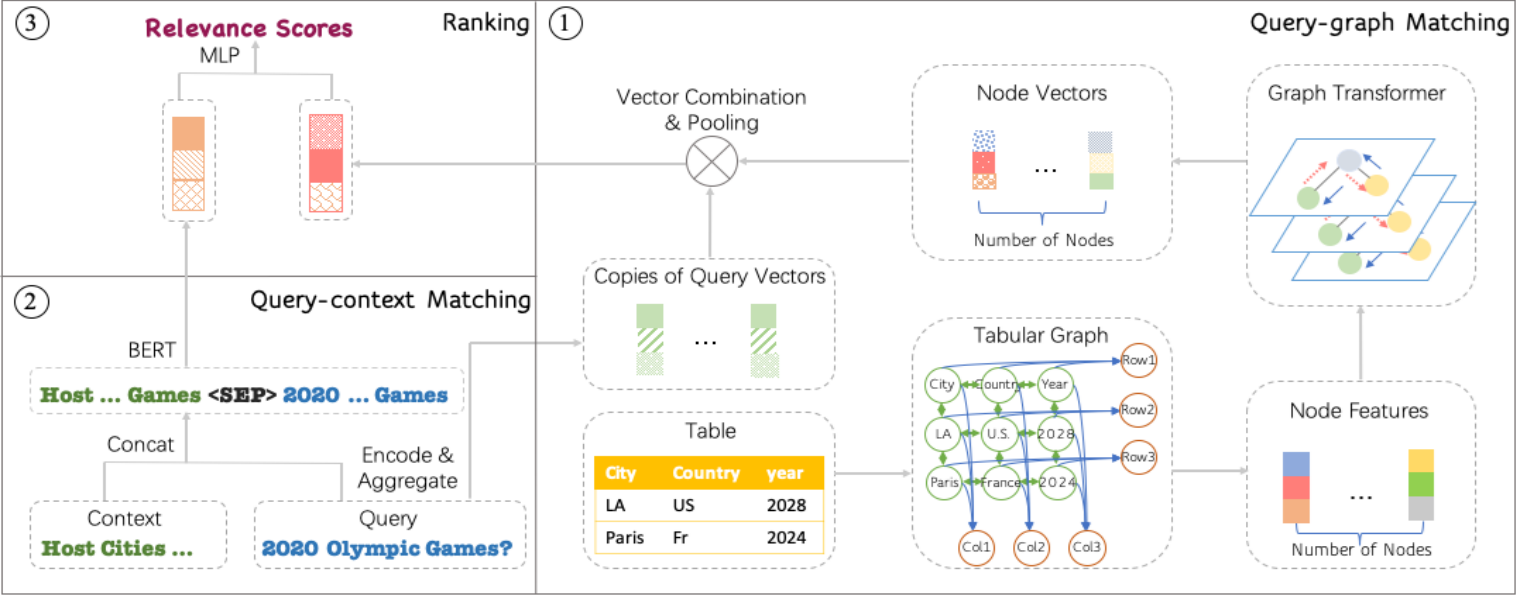 ③
Ranking
Relevance Scores
MLP
②
Query-context Matching
BERT
Host ... Games <SEP> 2020 ... Games
Concat
Encode &
Aggregate
Context
Host Cities ...
Query
2020 Olympic Games?
①
Query-graph Matching
Vector Combination
& Pooling
Node Vectors
...
Number of Nodes
Graph Transformer
Copies of Query Vectors
...
Table
City Country year
LA US 2028
Paris Fr 2024
Tabular Graph
Row1
City Country Year
Row2
LA U.S. 2028
Row3
Paris France 2024
Col1 Col2 Col3
Node Features
...
Number of Nodes